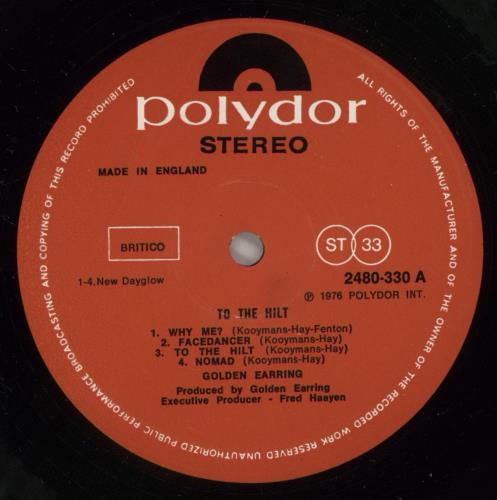 polydor
STEREO
MADE IN ENGLAND
BRITICO
ST 33
1-4. New Dayglow
2480-330 A
℗ 1976 POLYDOR INT.
TO THE HILT
1. WHY ME? (Kooymans-Hay-Fenton)
2. FACEDANCER (Kooymans-Hay)
3. TO THE HILT (Kooymans-Hay)
4. NOMAD (Kooymans-Hay)
GOLDEN EARRING
Produced by Golden Earring
Executive Producer - Fred Haayen
ALL RIGHTS OF THE MANUFACTURER AND OF THE OWNER OF THE RECORDED WORK RESERVED UNAUTHORIZED PUBLIC PERFORMANCE BROADCASTING AND COPYING OF THIS RECORD PROHIBITED